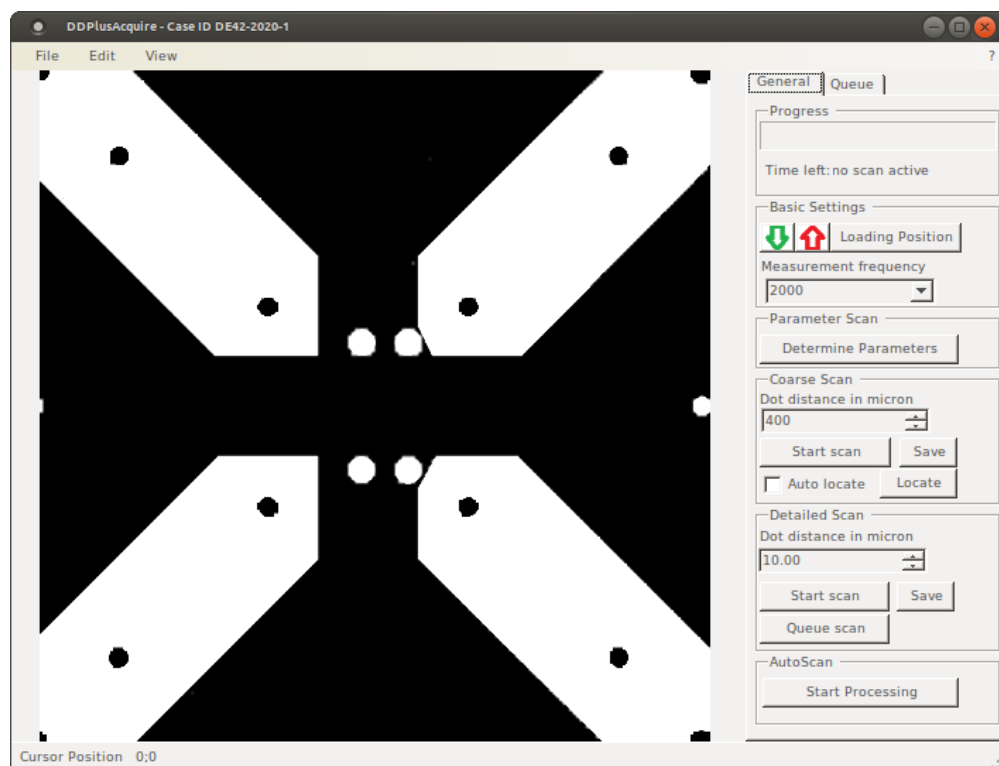 DDPlusAcquire - Case ID DE42-2020-1
File Edit View ?
General Queue
Progress
Time left: no scan active
Basic Settings
Loading Position
Measurement frequency
2000
Parameter Scan
Determine Parameters
Coarse Scan
Dot distance in micron
400
Start scan Save
Auto locate Locate
Detailed Scan
Dot distance in micron
10.00
Start scan Save
Queue scan
AutoScan
Start Processing
Cursor Position 0;0